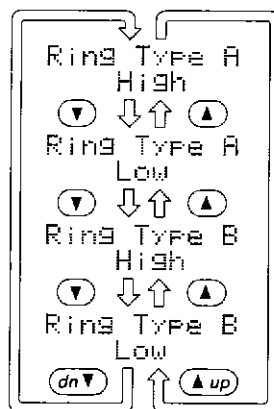 Ring Type A
High
▼ ▲
Ring Type A
Low
▼ ▲
Ring Type B
High
▼ ▲
Ring Type B
Low
dn ▼ ▲ up